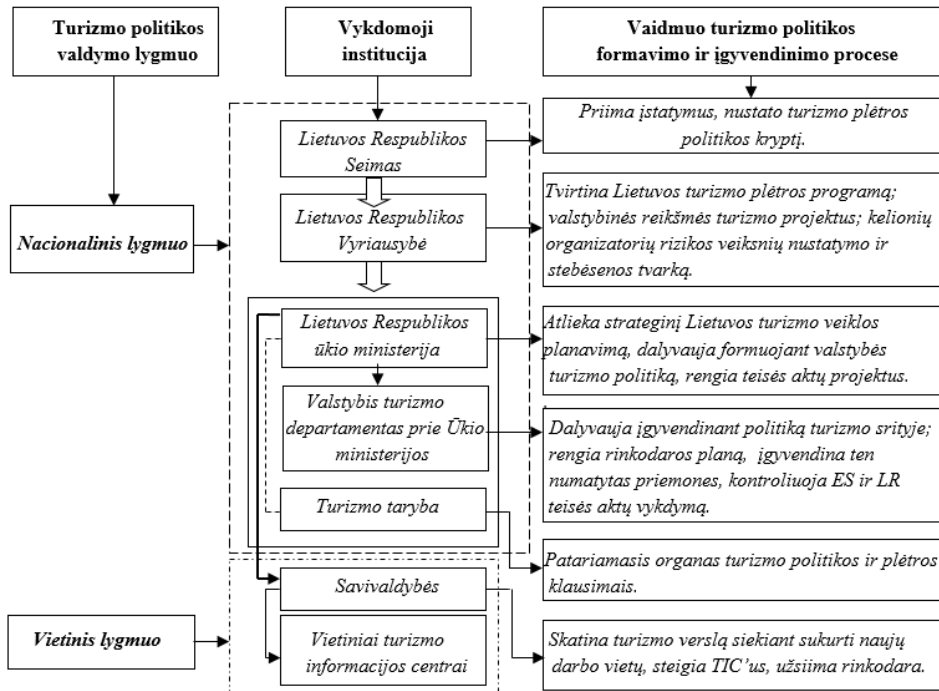 Turizmo politikos
valdymo lygmuo
Vykdomoji
institucija
Vaidmuo turizmo politikos
formavimo ir įgyvendinimo procese
Lietuvos Respublikos
Seimas
Priima įstatymus, nustato turizmo plėtros
politikos kryptį.
Nacionalinis lygmuo
Lietuvos Respublikos
Vyriausybė
Tvirtina Lietuvos turizmo plėtros programą;
valstybinės reikšmės turizmo projektus; kelionių
organizatorių rizikos veiksnių nustatymo ir
stebėsenos tvarką.
Lietuvos Respublikos
ūkio ministerija
Atlieka strateginį Lietuvos turizmo veiklos
planavimą, dalyvauja formuojant valstybės
turizmo politiką, rengia teisės aktų projektus.
Valstybis turizmo
departamentas prie Ūkio
ministerijos
Dalyvauja įgyvendinant politiką turizmo srityje;
rengia rinkodaros planą, įgyvendina ten
numatytas priemones, kontroliuoja ES ir LR
teisės aktų vykdymą.
Turizmo taryba
Patariamasis organas turizmo politikos ir plėtros
klausimais.
Vietinis lygmuo
Savivaldybės
Vietiniai turizmo
informacijos centrai
Skatina turizmo verslą siekiant sukurti naujų
darbo vietų, steigia TIC’us, užsiima rinkodara.